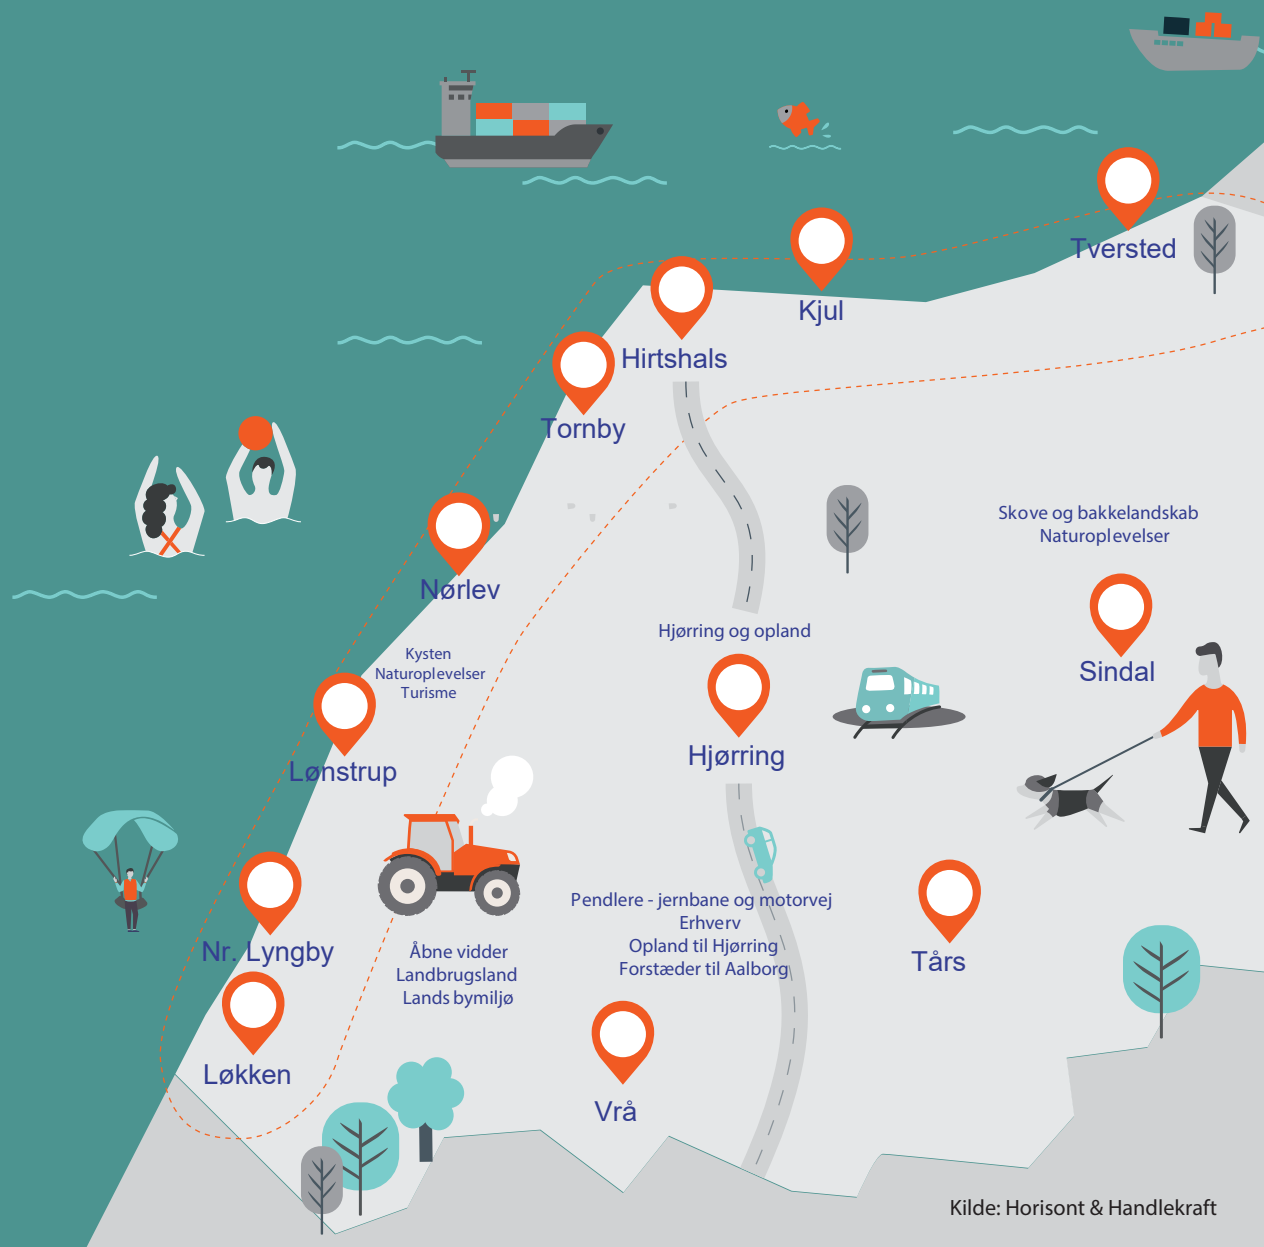 Tversted
Kjul
Hirtshals
Tornby
Skove og bakkelandskab
Naturoplevelser
Nørlev
Hjørring og opland
Kysten
Naturoplevelser
Turisme
Sindal
Hjørring
Lønstrup
Pendlere - jernbane og motorvej
Erhverv
Opland til Hjørring
Forstæder til Aalborg
Nr. Lyngby
Åbne vidder
Landbrugsland
Lands bymiljø
Tårs
Løkken
Vrå
Kilde: Horisont & Handlekraft